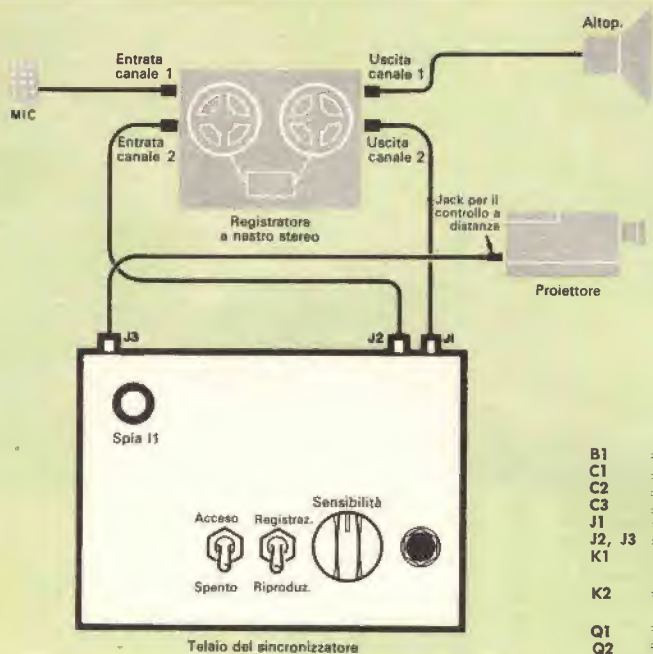 Altop.
Entrata
canale 1
Uscita
canale 1
MIC
Entrata
canale 2
Uscita
canale 2
Registratore
a nastro stereo
Jack per il
controllo a
distanza
Proiettore
J3
J2
J1
Spia I1
Sensibilità
Acceso
Registraz.
Spento
Riproduz.
Telaio del sincronizzatore
B1
C1
C2
C3
J1
J2, J3
K1
K2
Q1
Q2